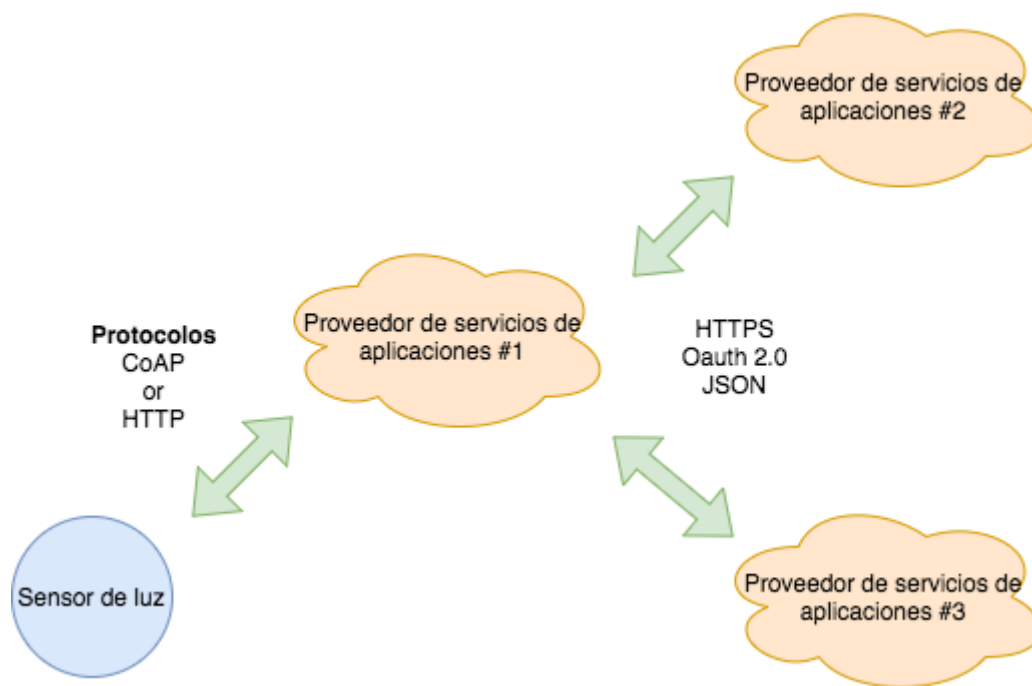 Proveedor de servicios de
aplicaciones #2
Proveedor de servicios de
aplicaciones #1
Protocolos
CoAP
or
HTTP
HTTPS
Oauth 2.0
JSON
Sensor de luz
Proveedor de servicios de
aplicaciones #3